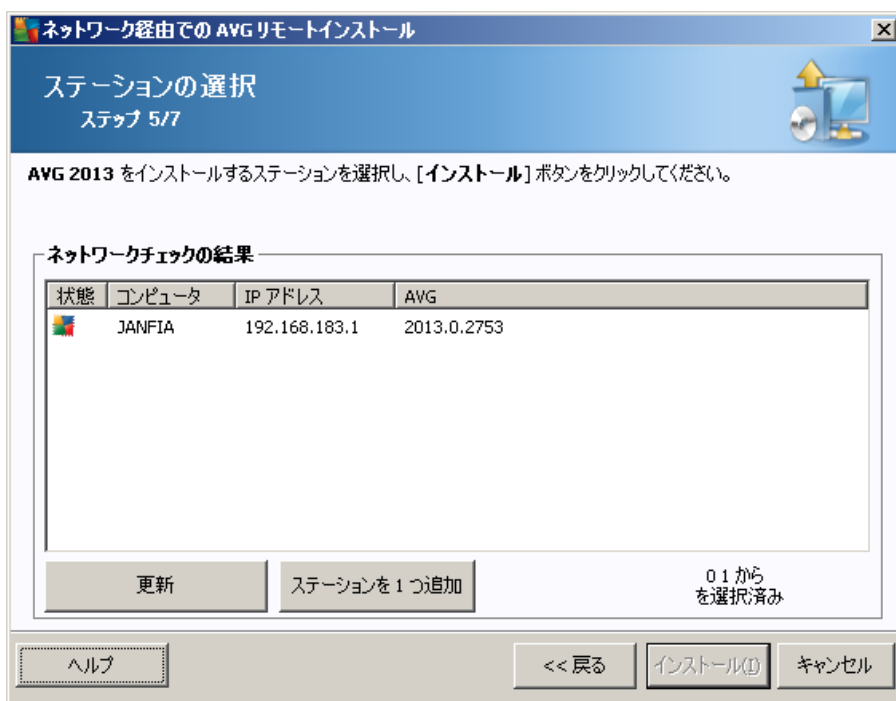 ネットワーク経由での AVG リモートインストール
ステーションの選択
ステップ 5/7
AVG 2013 をインストールするステーションを選択し、[インストール] ボタンをクリックしてください。
ネットワークチェックの結果
状態 コンピュータ IP アドレス AVG
JANFIA 192.168.183.1 2013.0.2753
更新 ステーションを 1 つ追加 0 1 から
を選択済み
ヘルプ << 戻る インストール(I) キャンセル